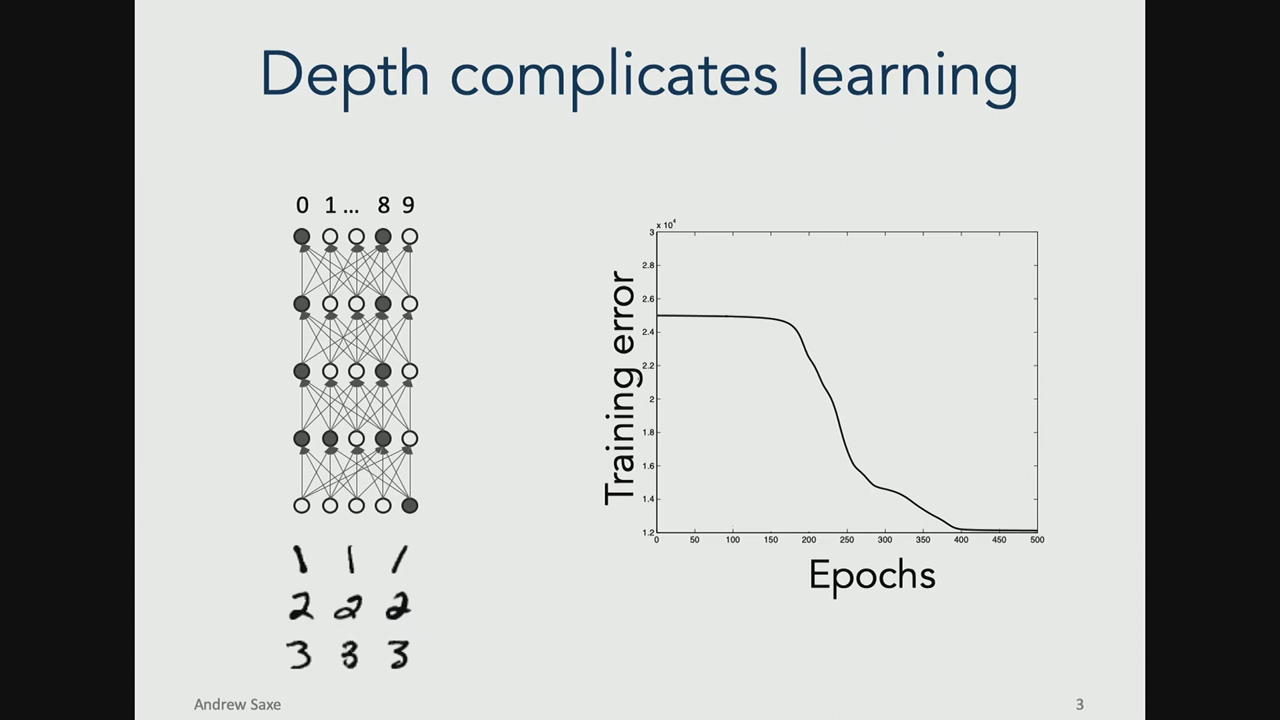 Depth complicates learning
0 1 ... 8 9
1 1 1
2 2 2
3 3 3
x 10^4
3
2.8
2.6
2.4
2.2
2
1.8
1.6
1.4
1.2
Training error
0 50 100 150 200 250 300 350 400 450 500
Epochs
Andrew Saxe
3